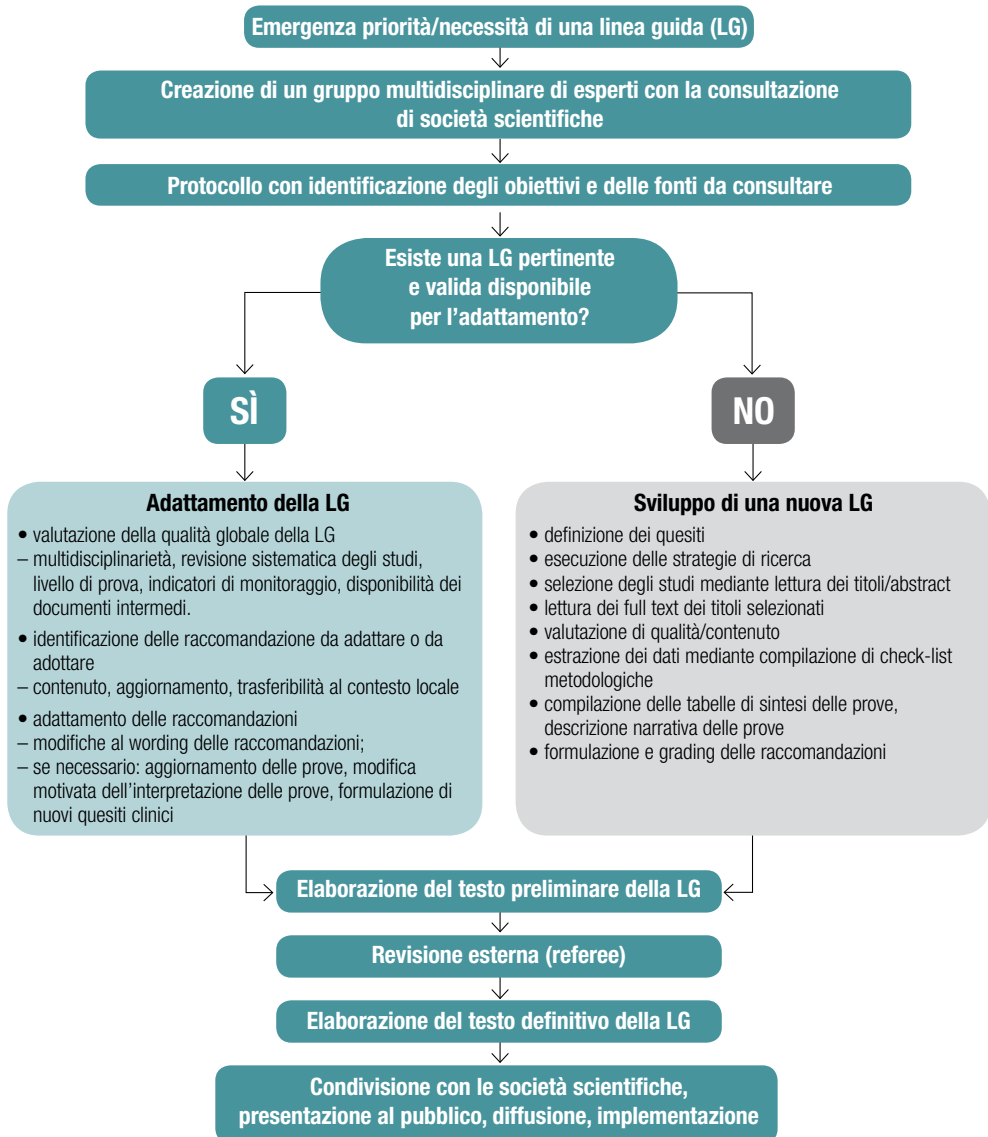 Emergenza priorità/necessità di una linea guida (LG)
Creazione di un gruppo multidisciplinare di esperti con la consultazione
di società scientifiche
Protocollo con identificazione degli obiettivi e delle fonti da consultare
Esiste una LG pertinente
e valida disponibile
per l'adattamento?
SÌ
NO
Adattamento della LG
• valutazione della qualità globale della LG
– multidisciplinarietà, revisione sistematica degli studi,
livello di prova, indicatori di monitoraggio, disponibilità dei
documenti intermedi.
• identificazione delle raccomandazione da adattare o da
adottare
– contenuto, aggiornamento, trasferibilità al contesto locale
• adattamento delle raccomandazioni
– modifiche al wording delle raccomandazioni;
– se necessario: aggiornamento delle prove, modifica
motivata dell'interpretazione delle prove, formulazione di
nuovi quesiti clinici
Sviluppo di una nuova LG
• definizione dei quesiti
• esecuzione delle strategie di ricerca
• selezione degli studi mediante lettura dei titoli/abstract
• lettura dei full text dei titoli selezionati
• valutazione di qualità/contenuto
• estrazione dei dati mediante compilazione di check-list
metodologiche
• compilazione delle tabelle di sintesi delle prove,
descrizione narrativa delle prove
• formulazione e grading delle raccomandazioni
Elaborazione del testo preliminare della LG
Revisione esterna (referee)
Elaborazione del testo definitivo della LG
Condivisione con le società scientifiche,
presentazione al pubblico, diffusione, implementazione